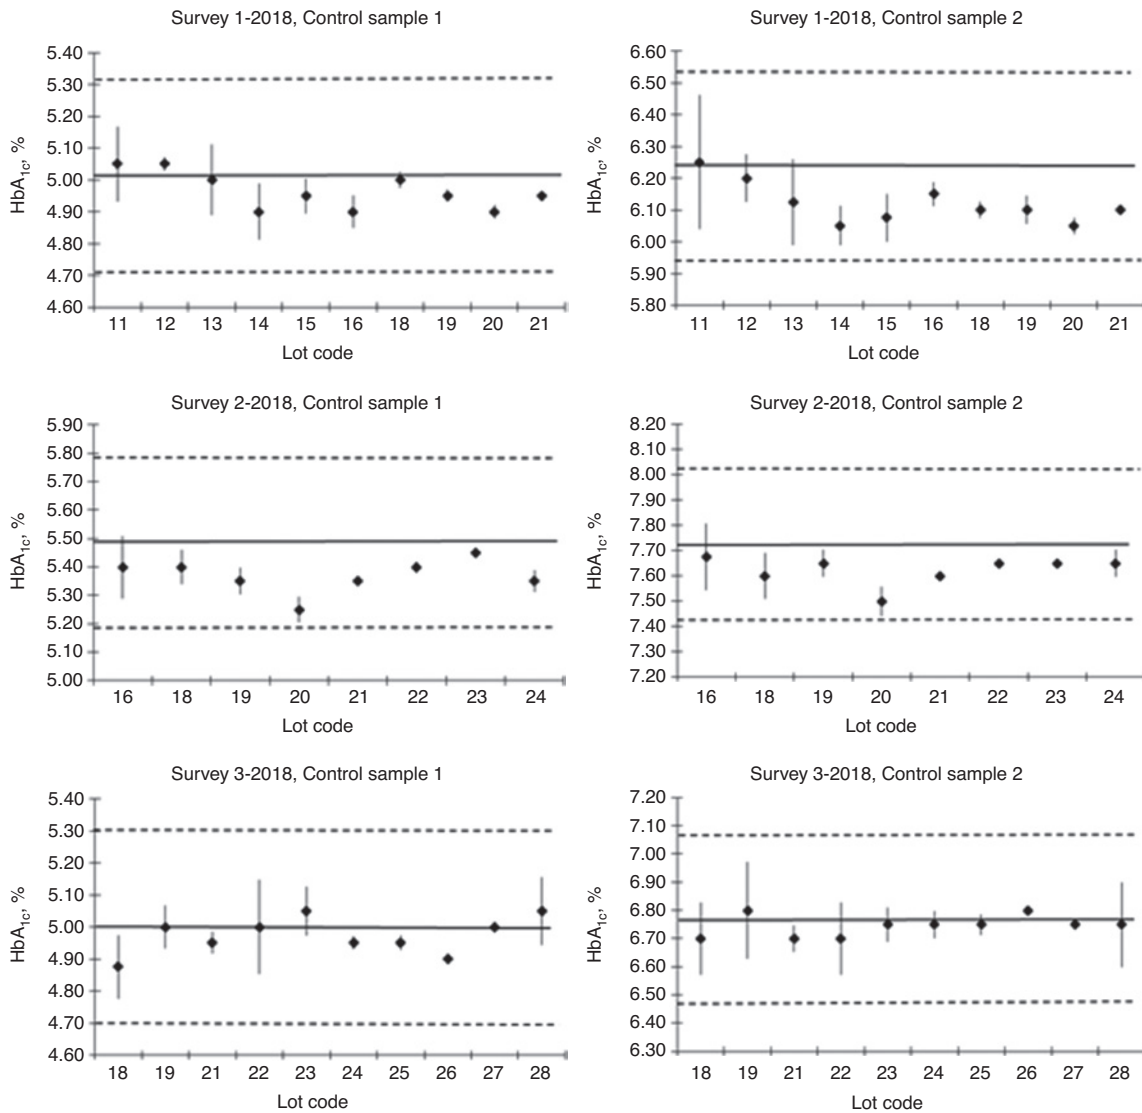 Survey 1-2018, Control sample 1
HbA1c, %
5.40
5.30
5.20
5.10
5.00
4.90
4.80
4.70
4.60
11 12 13 14 15 16 18 19 20 21
Lot code
Survey 1-2018, Control sample 2
HbA1c, %
6.60
6.50
6.40
6.30
6.20
6.10
6.00
5.90
5.80
11 12 13 14 15 16 18 19 20 21
Lot code
Survey 2-2018, Control sample 1
HbA1c, %
5.90
5.80
5.70
5.60
5.50
5.40
5.30
5.20
5.10
5.00
16 18 19 20 21 22 23 24
Lot code
Survey 2-2018, Control sample 2
HbA1c, %
8.20
8.10
8.00
7.90
7.80
7.70
7.60
7.50
7.40
7.30
7.20
16 18 19 20 21 22 23 24
Lot code
Survey 3-2018, Control sample 1
HbA1c, %
5.40
5.30
5.20
5.10
5.00
4.90
4.80
4.70
4.60
18 19 21 22 23 24 25 26 27 28
Lot code
Survey 3-2018, Control sample 2
HbA1c, %
7.20
7.10
7.00
6.90
6.80
6.70
6.60
6.50
6.40
6.30
18 19 21 22 23 24 25 26 27 28
Lot code